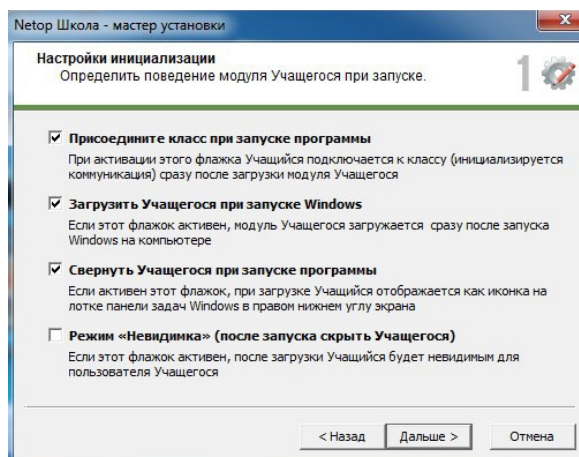 Netop Школа - мастер установки
Настройки инициализации
Определить поведение модуля Учащегося при запуске.
1
Присоедините класс при запуске программы
При активации этого флажка Учащийся подключается к классу (инициализируется
коммуникация) сразу после загрузки модуля Учащегося
Загрузить Учащегося при запуске Windows
Если этот флажок активен, модуль Учащегося загружается сразу после запуска
Windows на компьютере
Свернуть Учащегося при запуске программы
Если активен этот флажок, при загрузке Учащийся отображается как иконка на
лотке панели задач Windows в правом нижнем углу экрана
Режим «Невидимка» (после запуска скрыть Учащегося)
Если этот флажок активен, после загрузки Учащийся будет невидимым для
пользователя Учащегося
< Назад Дальше > Отмена